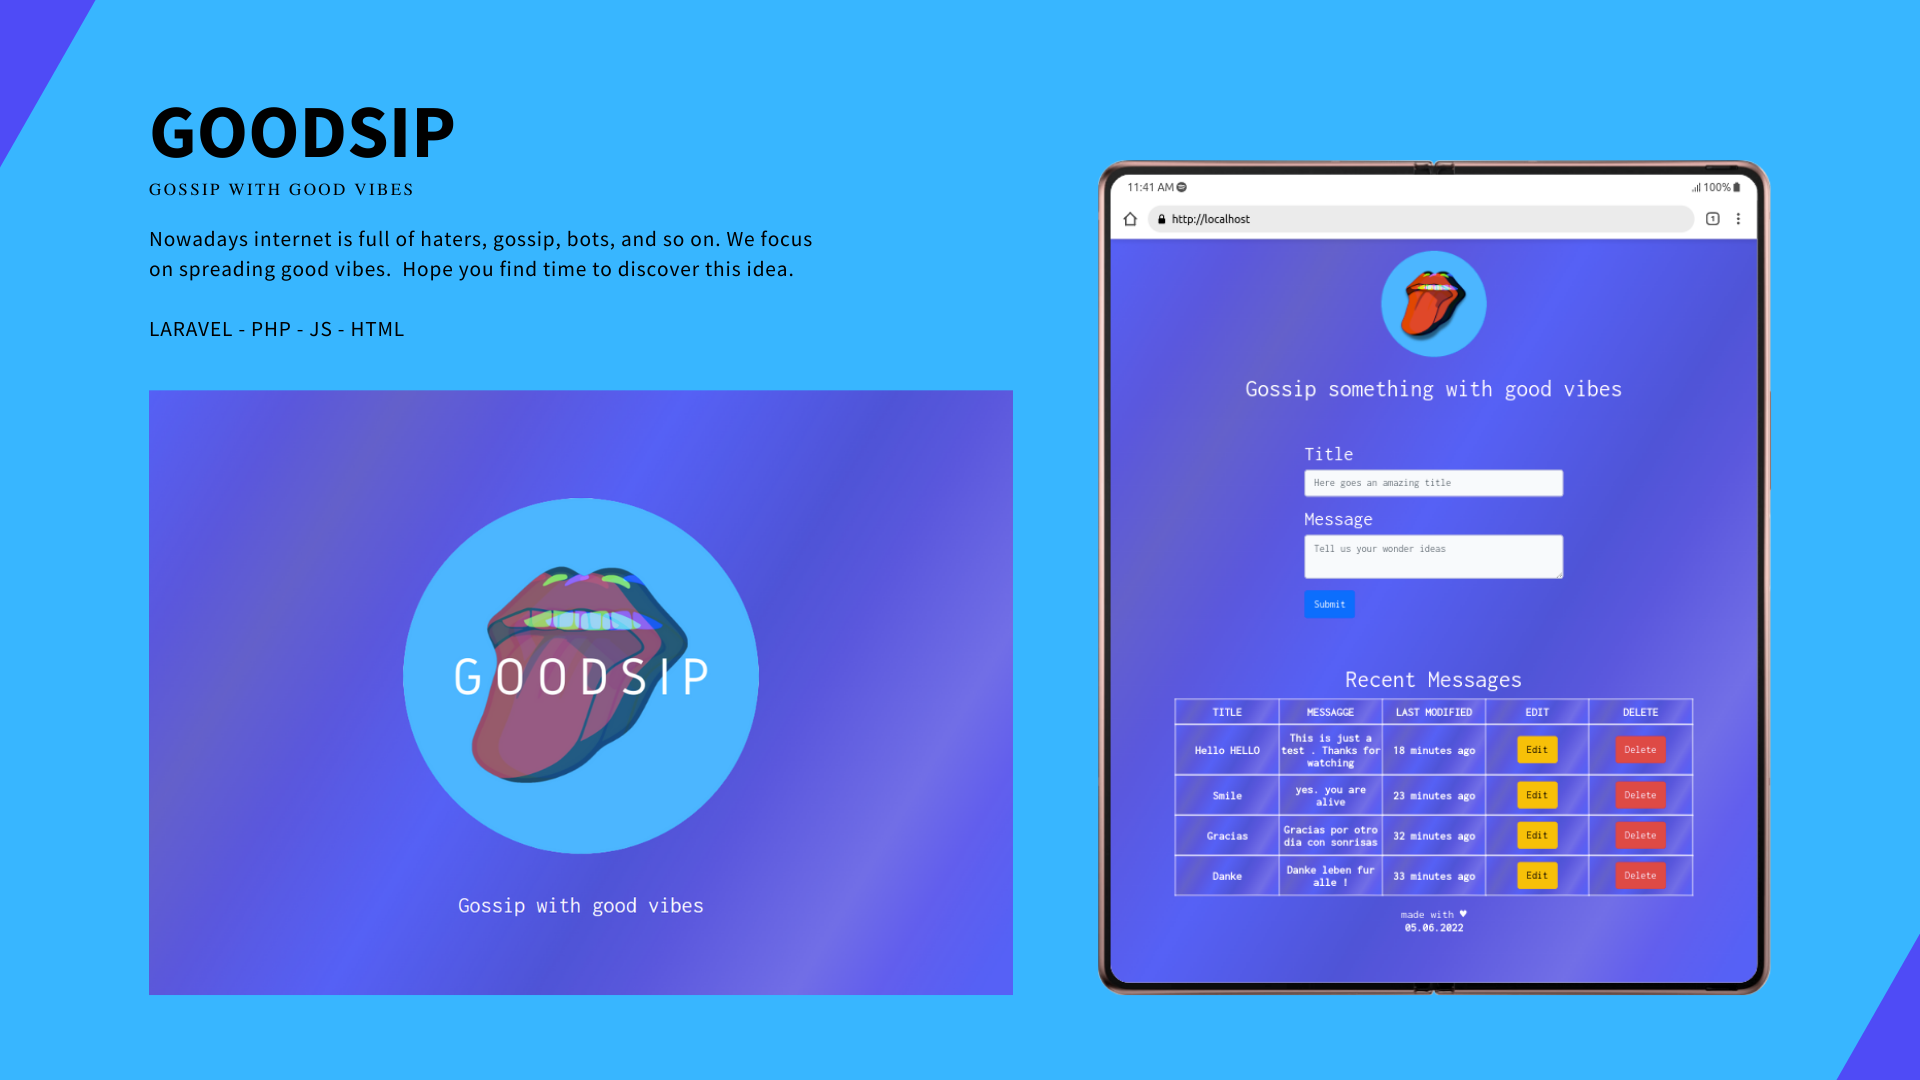 GOODSIP
GOSSIP WITH GOOD VIBES
Nowadays internet is full of haters, gossip, bots, and so on. We focus
on spreading good vibes.  Hope you find time to discover this idea.
LARAVEL - PHP - JS - HTML
GOODSIP
Gossip with good vibes
11:41 AM
100%
http://localhost
1
Gossip something with good vibes
Title
Here goes an amazing title
Message
Tell us your wonder ideas
Submit
Recent Messages
TITLE MESSAGGE LAST MODIFIED EDIT DELETE
This is just a
Hello HELLO test . Thanks for 18 minutes ago Edit Delete
watching
yes. you are
Smile 23 minutes ago Edit Delete
alive
Gracias por otro
Gracias 32 minutes ago Edit Delete
dia con sonrisas
Danke leben fur
Danke 33 minutes ago Edit Delete
alle !
made with ♥
05.06.2022